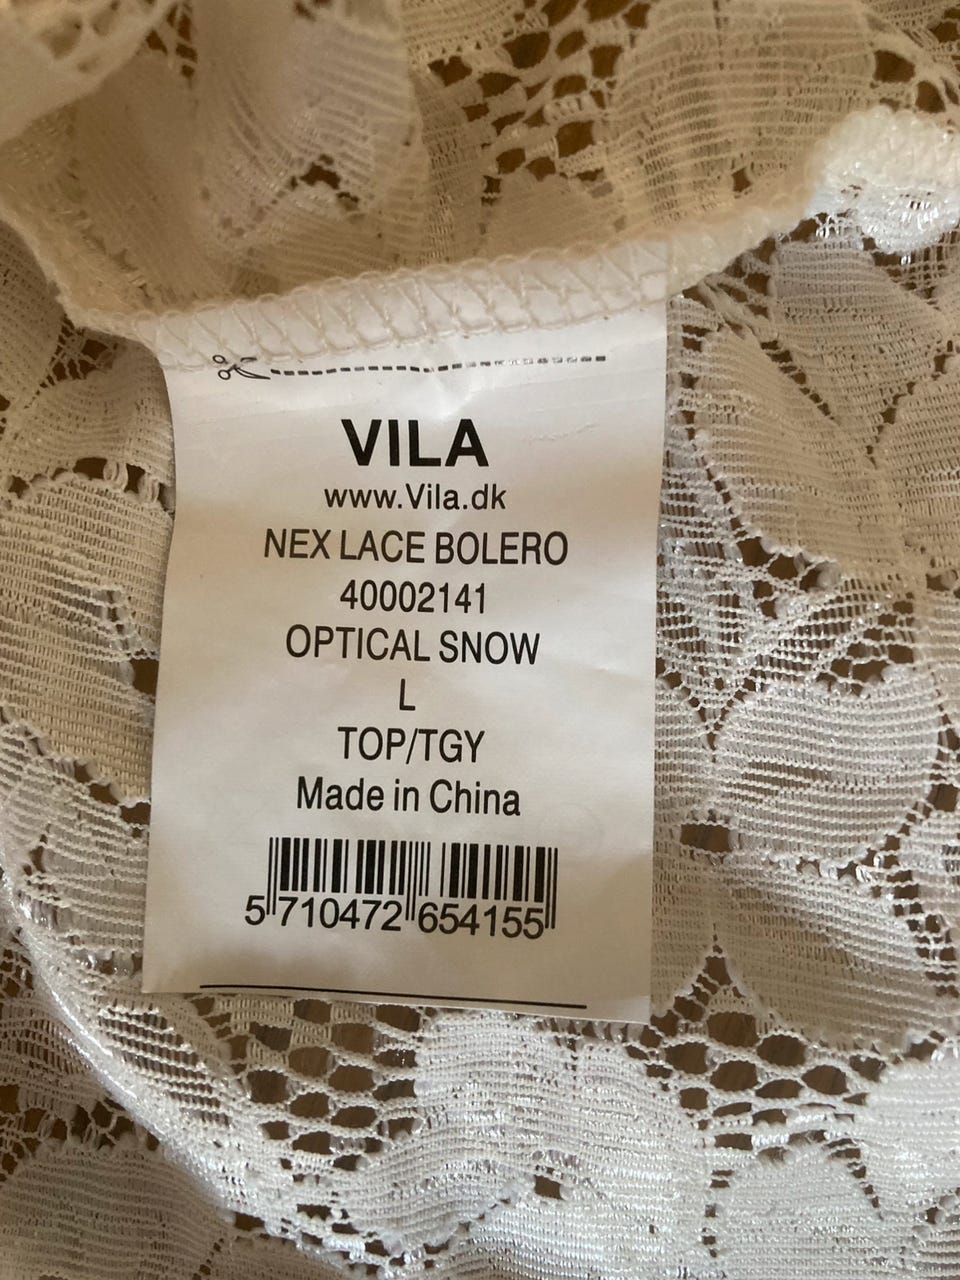 VILA
www.Vila.dk
NEX LACE BOLERO
40002141
OPTICAL SNOW
L
TOP/TGY
Made in China
5 710472 654155